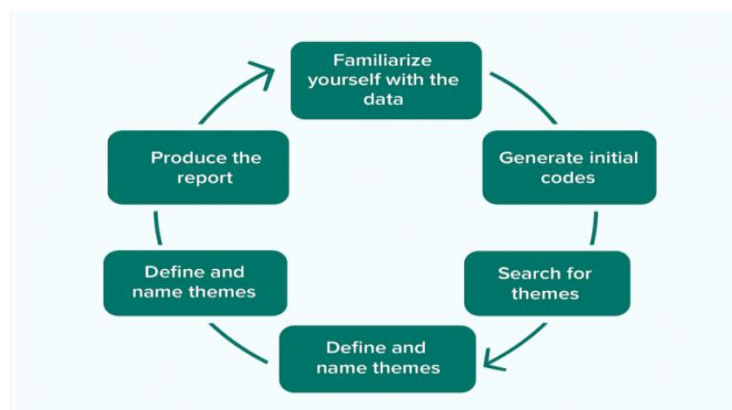 Familiarize
yourself with the
data
Generate initial
codes
Search for
themes
Define and
name themes
Define and
name themes
Produce the
report